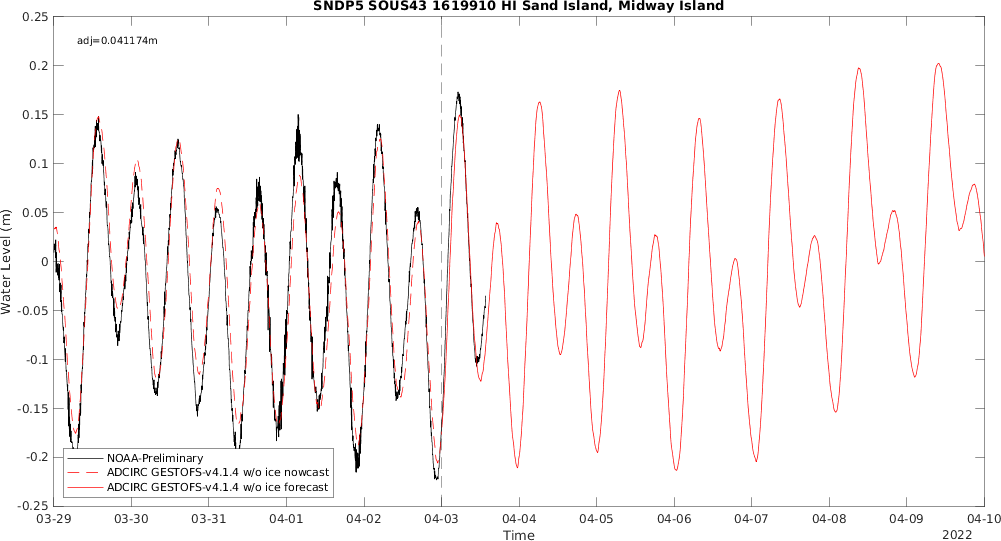 SNDP5 SOUS43 1619910 HI Sand Island, Midway Island
adj=0.041174m
0.25
0.2
0.15
0.1
0.05
0
-0.05
-0.1
-0.15
-0.2
-0.25
Water Level (m)
NOAA-Preliminary
ADCIRC GESTOFS-v4.1.4 w/o ice nowcast
ADCIRC GESTOFS-v4.1.4 w/o ice forecast
03-29 03-30 03-31 04-01 04-02 04-03 04-04 04-05 04-06 04-07 04-08 04-09 04-10
Time
2022